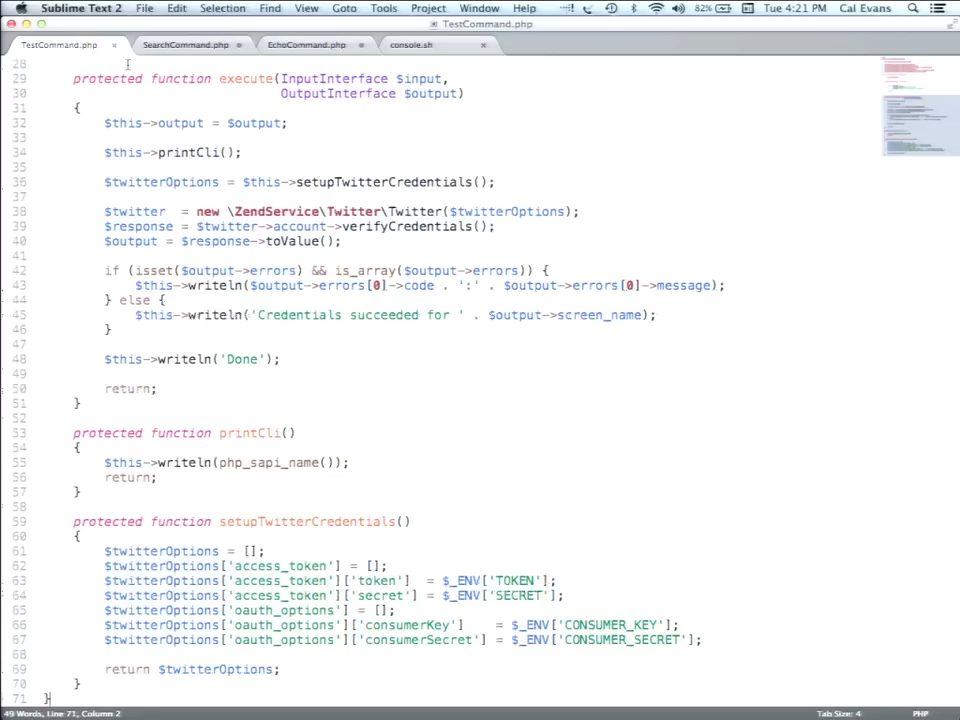 Sublime Text 2 File Edit Selection Find View Goto Tools Project Window Help 82% Tue 4:21 PM Cal Evans
TestCommand.php
TestCommand.php × SearchCommand.php EchoCommand.php console.sh ×
28
29 protected function execute(InputInterface $input,
30 OutputInterface $output)
31 {
32 $this->output = $output;
33
34 $this->printCli();
35
36 $twitterOptions = $this->setupTwitterCredentials();
37
38 $twitter = new \ZendService\Twitter\Twitter($twitterOptions);
39 $response = $twitter->account->verifyCredentials();
40 $output = $response->toValue();
41
42 if (isset($output->errors) && is_array($output->errors)) {
43 $this->writeln($output->errors[0]->code . ':' . $output->errors[0]->message);
44 } else {
45 $this->writeln('Credentials succeeded for ' . $output->screen_name);
46 }
47
48 $this->writeln('Done');
49
50 return;
51 }
52
53 protected function printCli()
54 {
55 $this->writeln(php_sapi_name());
56 return;
57 }
58
59 protected function setupTwitterCredentials()
60 {
61 $twitterOptions = [];
62 $twitterOptions['access_token'] = [];
63 $twitterOptions['access_token']['token'] = $_ENV['TOKEN'];
64 $twitterOptions['access_token']['secret'] = $_ENV['SECRET'];
65 $twitterOptions['oauth_options'] = [];
66 $twitterOptions['oauth_options']['consumerKey'] = $_ENV['CONSUMER_KEY'];
67 $twitterOptions['oauth_options']['consumerSecret'] = $_ENV['CONSUMER_SECRET'];
68
69 return $twitterOptions;
70 }
71 }
49 Words, Line 71, Column 2 Tab Size: 4 PHP